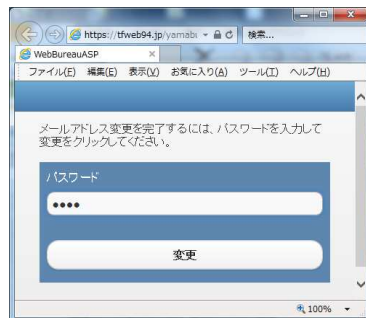 https://tfweb94.jp/yamabu
検索...
WebBureauASP
ファイル(F) 編集(E) 表示(V) お気に入り(A) ツール(T) ヘルプ(H)
メールアドレス変更を完了するには、パスワードを入力して
変更をクリックしてください。
パスワード
変更
100%